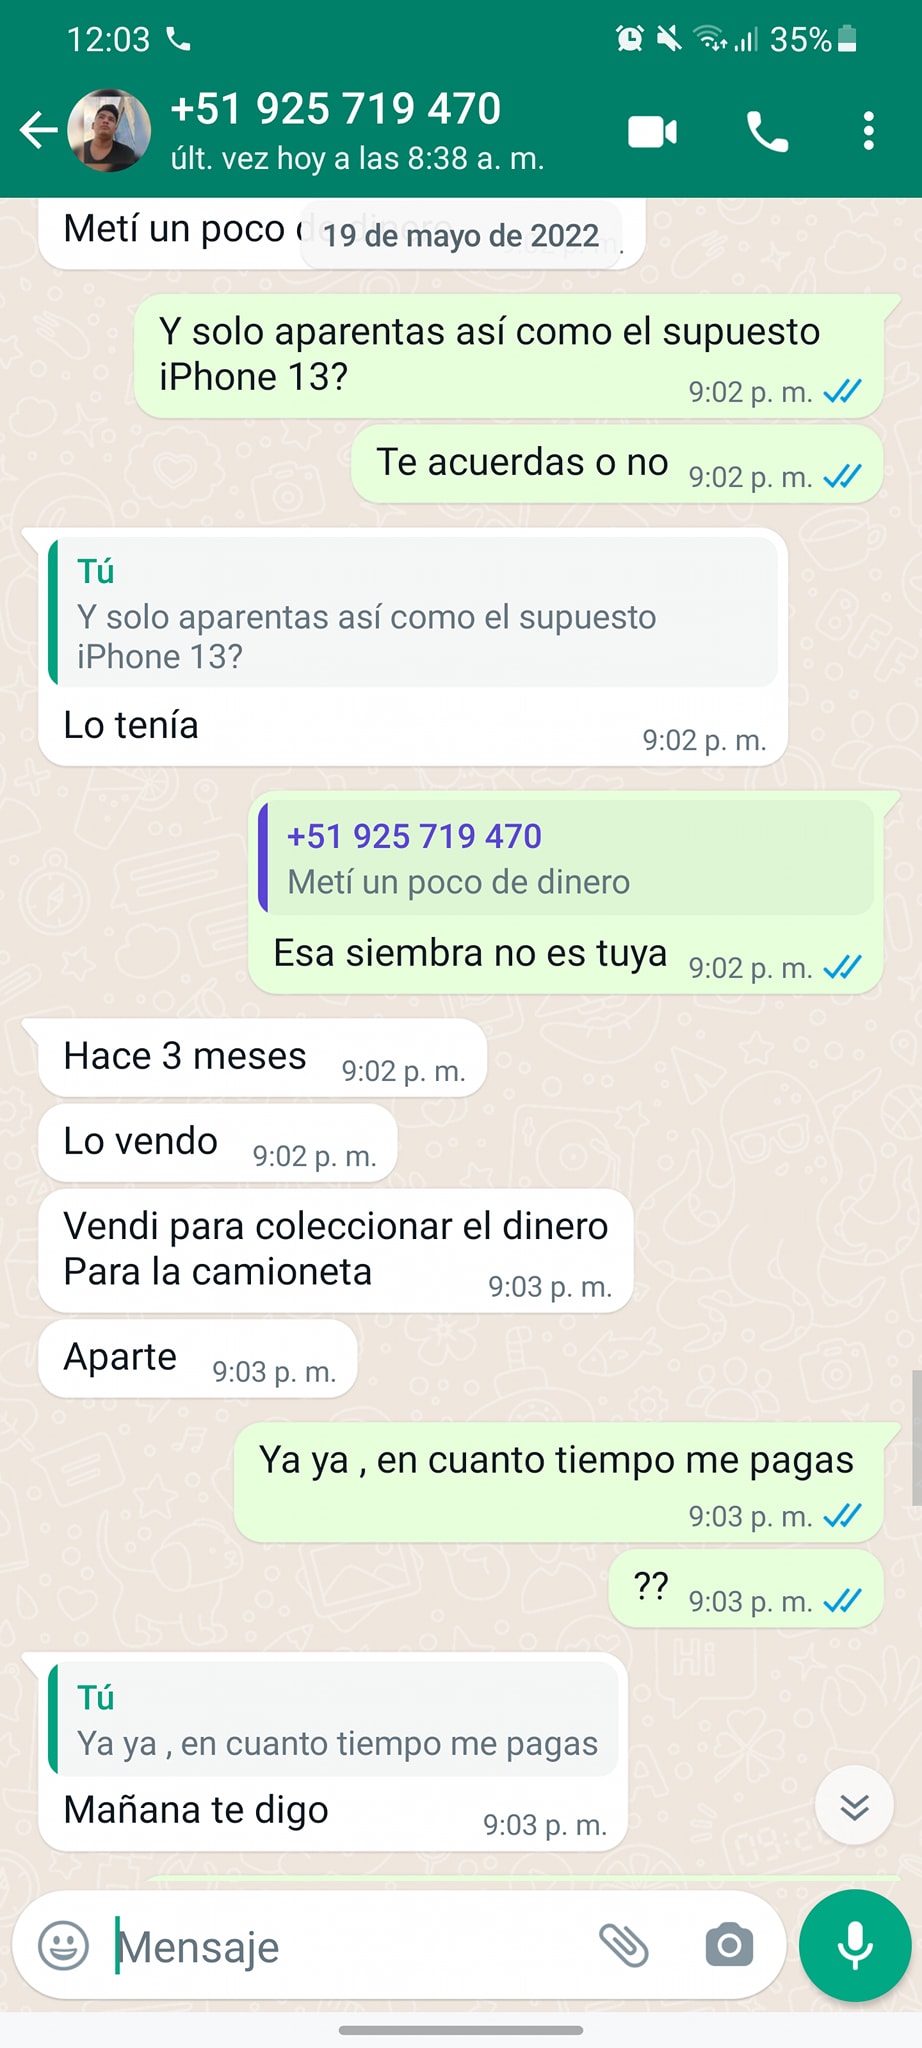 12:03
35%
+51 925 719 470
últ. vez hoy a las 8:38 a. m.
Metí un poco de dinero
19 de mayo de 2022
Y solo aparentas así como el supuesto
iPhone 13?
9:02 p. m.
Te acuerdas o no 9:02 p. m.
Tú
Y solo aparentas así como el supuesto
iPhone 13?
Lo tenía
9:02 p. m.
+51 925 719 470
Metí un poco de dinero
Esa siembra no es tuya 9:02 p. m.
Hace 3 meses 9:02 p. m.
Lo vendo 9:02 p. m.
Vendi para coleccionar el dinero
Para la camioneta 9:03 p. m.
Aparte 9:03 p. m.
Ya ya , en cuanto tiempo me pagas
9:03 p. m.
?? 9:03 p. m.
Tú
Ya ya , en cuanto tiempo me pagas
Mañana te digo 9:03 p. m.
Mensaje